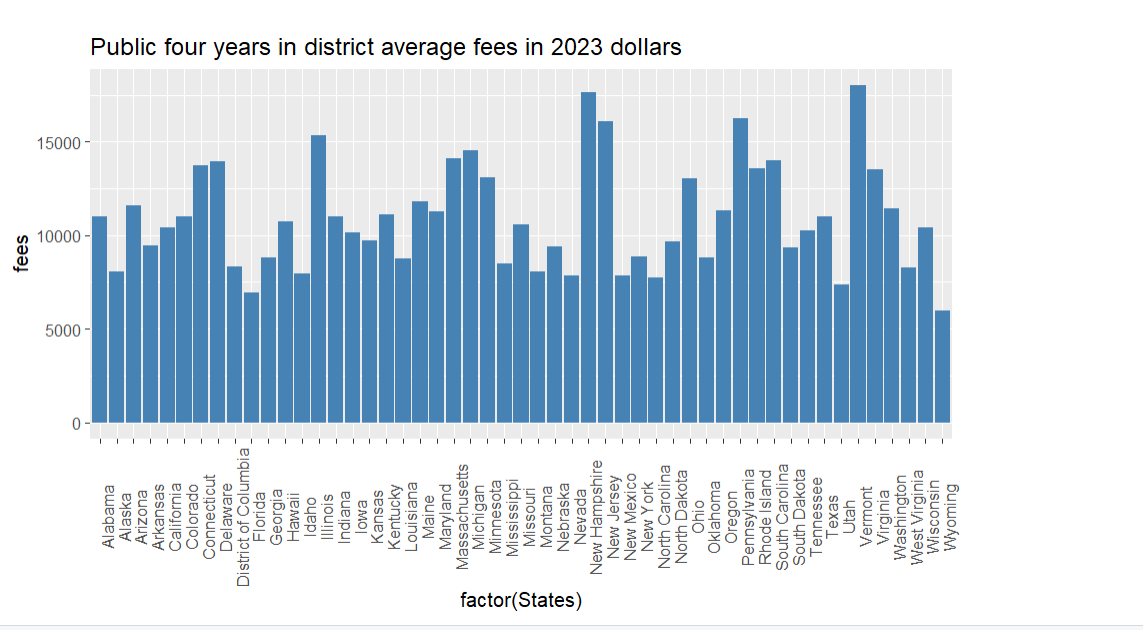 Public four years in district average fees in 2023 dollars
fees
15000
10000
5000
0
Alabama
Alaska
Arizona
Arkansas
California
Colorado
Connecticut
Delaware
District of Columbia
Florida
Georgia
Hawaii
Idaho
Illinois
Indiana
Iowa
Kansas
Kentucky
Louisiana
Maine
Maryland
Massachusetts
Michigan
Minnesota
Mississippi
Missouri
Montana
Nebraska
Nevada
New Hampshire
New Jersey
New Mexico
New York
North Carolina
North Dakota
Ohio
Oklahoma
Oregon
Pennsylvania
Rhode Island
South Carolina
South Dakota
Tennessee
Texas
Utah
Vermont
Virginia
Washington
West Virginia
Wisconsin
Wyoming
factor(States)